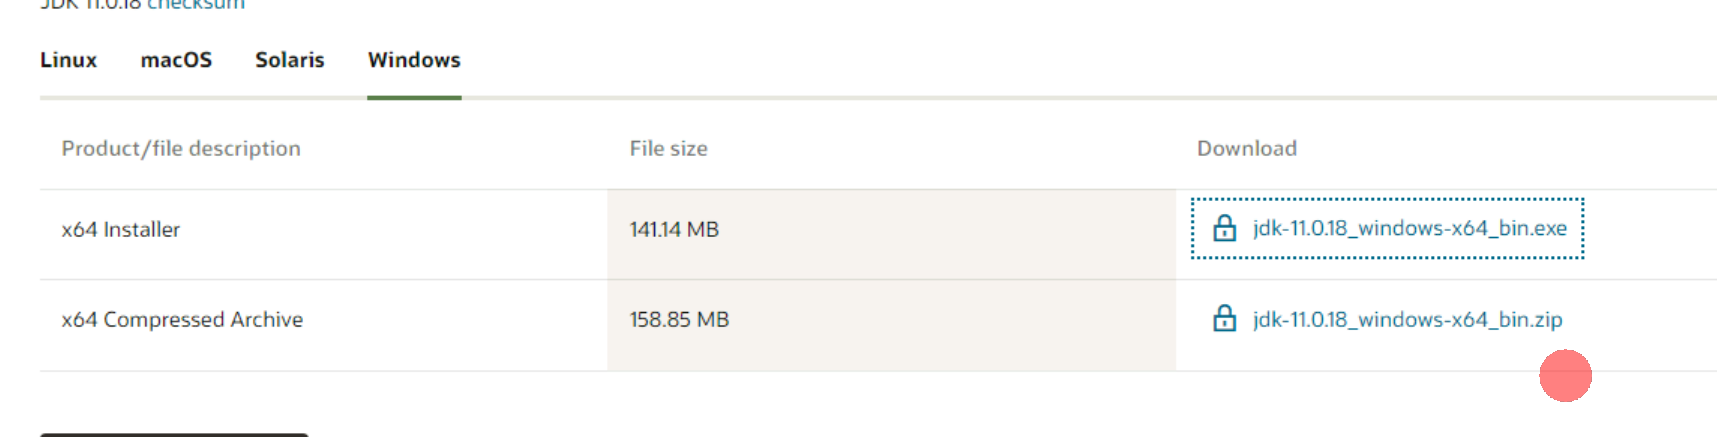 JDK 11.0.18 checksum
Linux macOS Solaris Windows
Product/file description File size Download
x64 Installer 141.14 MB jdk-11.0.18_windows-x64_bin.exe
x64 Compressed Archive 158.85 MB jdk-11.0.18_windows-x64_bin.zip